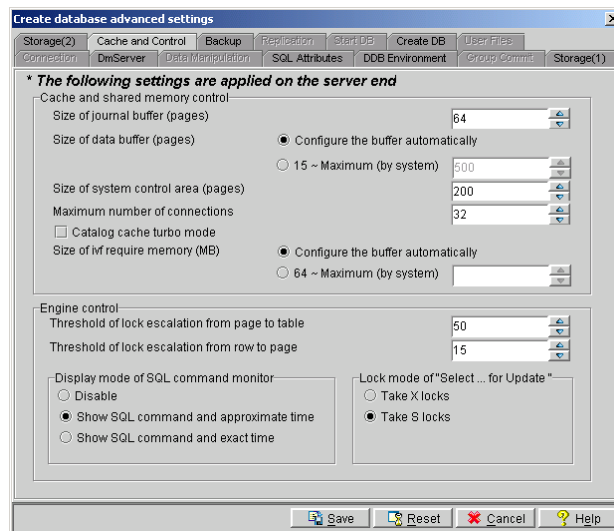 Create database advanced settings
Storage(2) Cache and Control Backup Replication Start DB Create DB User Files
Connection DmServer Data Manipulation SQL Attributes DDB Environment Group Commit Storage(1)
* The following settings are applied on the server end
Cache and shared memory control
Size of journal buffer (pages) 64
Size of data buffer (pages) Configure the buffer automatically
15 ~ Maximum (by system) 500
Size of system control area (pages) 200
Maximum number of connections 32
Catalog cache turbo mode
Size of ivf require memory (MB) Configure the buffer automatically
64 ~ Maximum (by system)
Engine control
Threshold of lock escalation from page to table 50
Threshold of lock escalation from row to page 15
Display mode of SQL command monitor Lock mode of "Select ... for Update "
Disable Take X locks
Show SQL command and approximate time Take S locks
Show SQL command and exact time
Save Reset Cancel Help